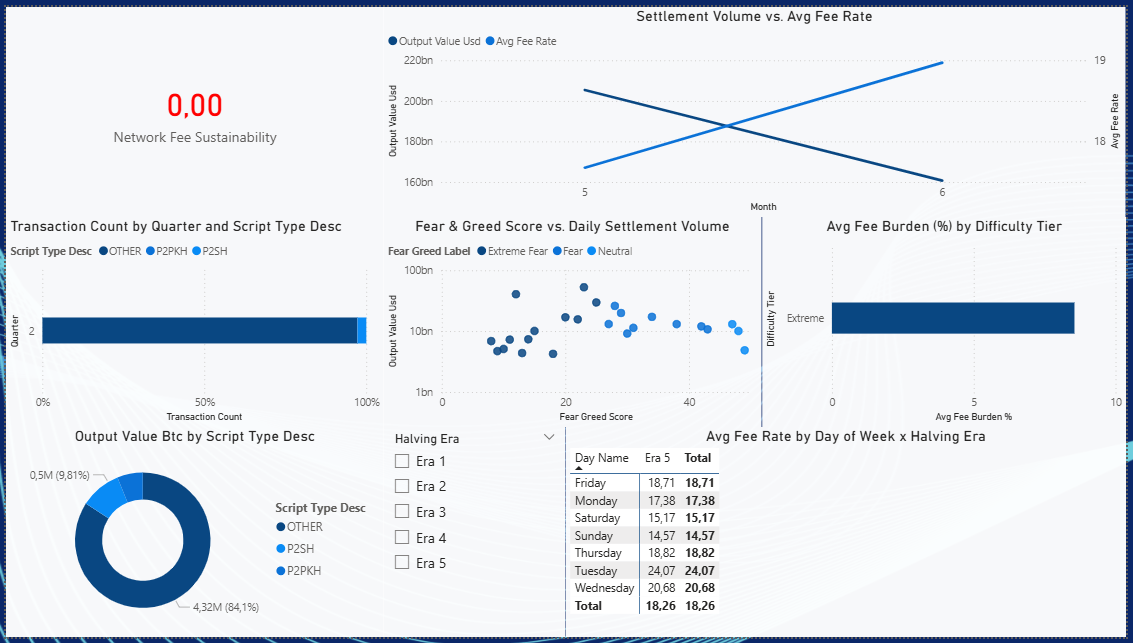 0,00
Network Fee Sustainability
Settlement Volume vs. Avg Fee Rate
Output Value Usd Avg Fee Rate
220bn
200bn
180bn
160bn
Output Value Usd
19
18
Avg Fee Rate
5 6
Month
Transaction Count by Quarter and Script Type Desc
Script Type Desc OTHER P2PKH P2SH
Quarter
2
0% 50% 100%
Transaction Count
Fear & Greed Score vs. Daily Settlement Volume
Fear Greed Label Extreme Fear Fear Neutral
100bn
10bn
1bn
Output Value Usd
0 20 40
Fear Greed Score
Avg Fee Burden (%) by Difficulty Tier
Difficulty Tier
Extreme
0 5 10
Avg Fee Burden %
Output Value Btc by Script Type Desc
0,5M (9,81%)
4,32M (84,1%)
Script Type Desc
OTHER
P2SH
P2PKH
Halving Era
Era 1
Era 2
Era 3
Era 4
Era 5
Avg Fee Rate by Day of Week x Halving Era
Day Name Era 5 Total
Friday 18,71 18,71
Monday 17,38 17,38
Saturday 15,17 15,17
Sunday 14,57 14,57
Thursday 18,82 18,82
Tuesday 24,07 24,07
Wednesday 20,68 20,68
Total 18,26 18,26